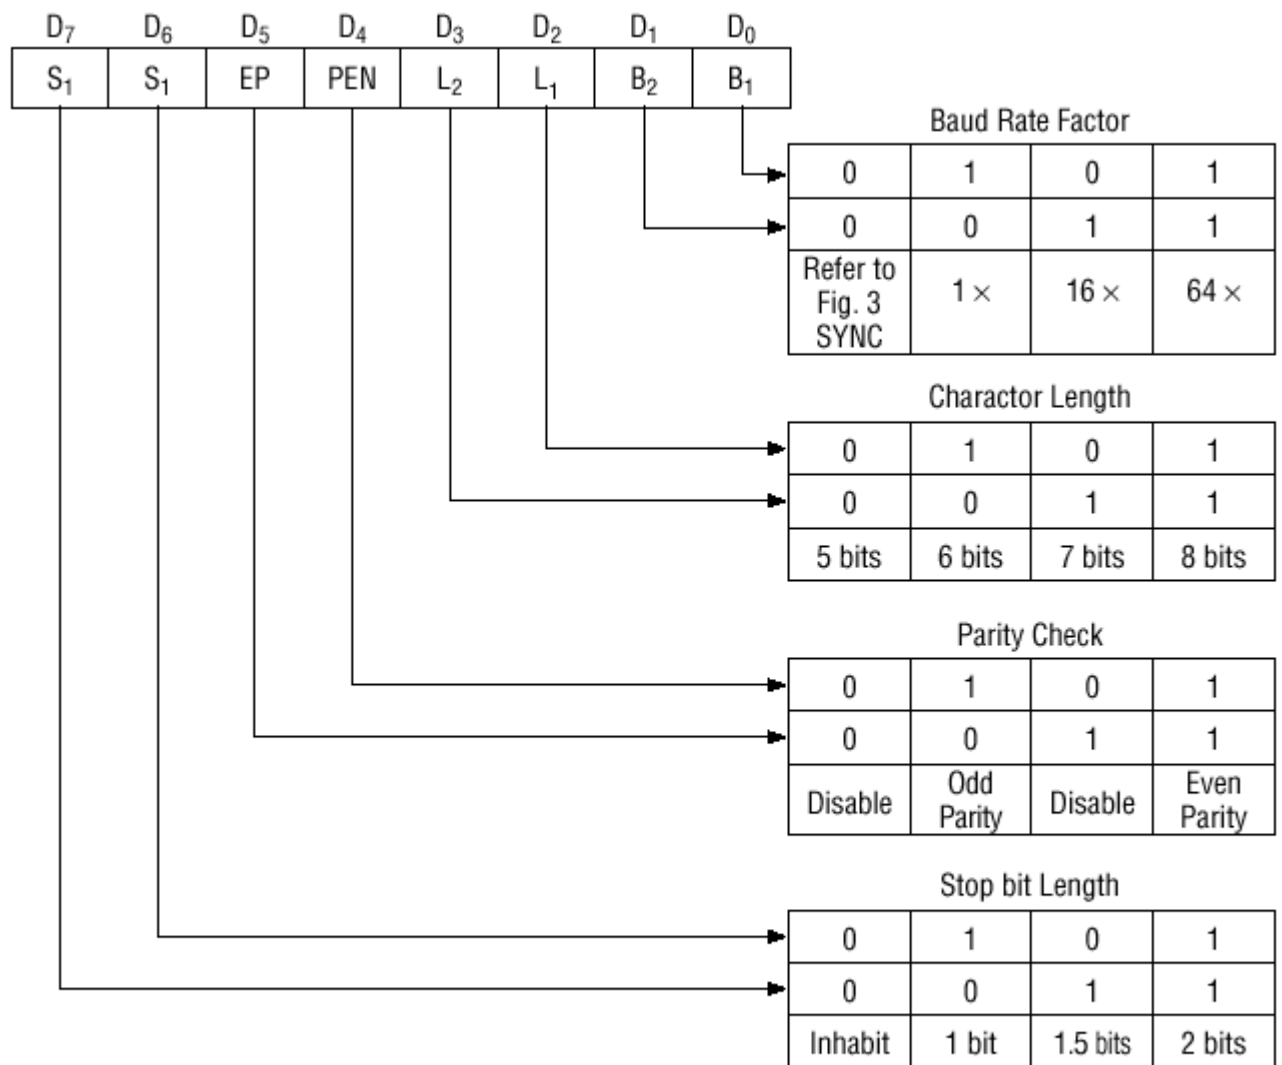 D₇ D₆ D₅ D₄ D₃ D₂ D₁ D₀
S₁ S₁ EP PEN L₂ L₁ B₂ B₁
Baud Rate Factor
0 1 0 1
0 0 1 1
Refer to
Fig. 3
SYNC
1 × 16 × 64 ×
Charactor Length
0 1 0 1
0 0 1 1
5 bits 6 bits 7 bits 8 bits
Parity Check
0 1 0 1
0 0 1 1
Disable Odd Parity Disable Even Parity
Stop bit Length
0 1 0 1
0 0 1 1
Inhabit 1 bit 1.5 bits 2 bits